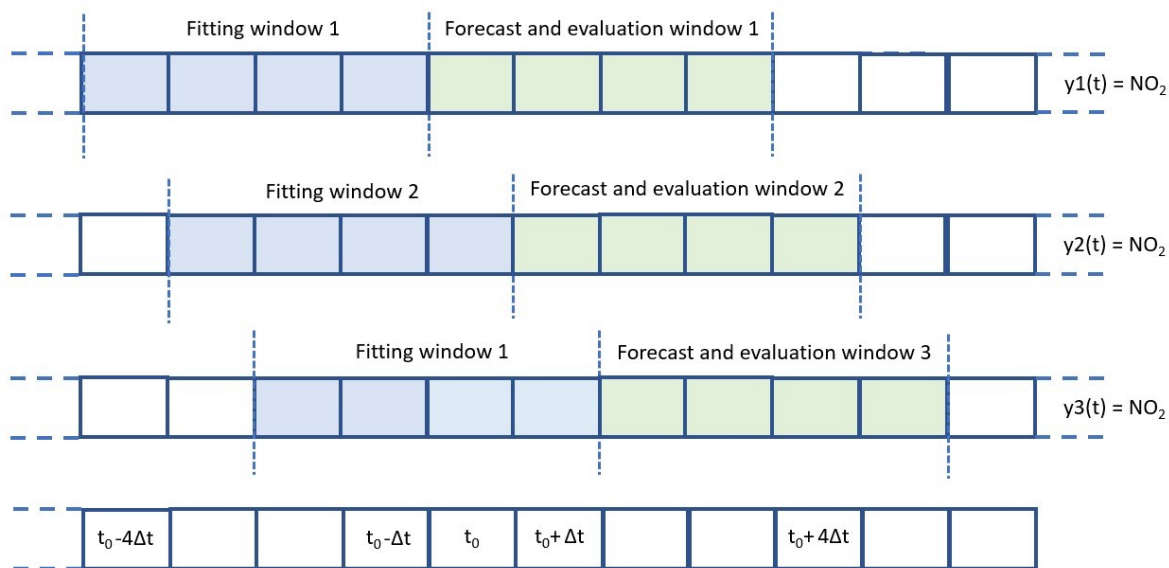 Fitting window 1
Forecast and evaluation window 1
y1(t) = NO₂
Fitting window 2
Forecast and evaluation window 2
y2(t) = NO₂
Fitting window 1
Forecast and evaluation window 3
y3(t) = NO₂
t₀-4Δt
t₀-Δt
t₀
t₀+Δt
t₀+4Δt